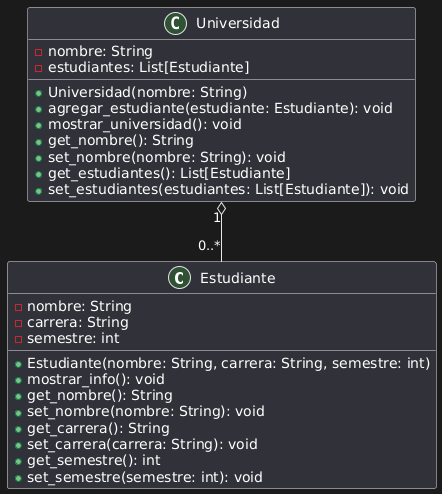 C Universidad
nombre: String
estudiantes: List[Estudiante]
Universidad(nombre: String)
agregar_estudiante(estudiante: Estudiante): void
mostrar_universidad(): void
get_nombre(): String
set_nombre(nombre: String): void
get_estudiantes(): List[Estudiante]
set_estudiantes(estudiantes: List[Estudiante]): void
1
0..*
C Estudiante
nombre: String
carrera: String
semestre: int
Estudiante(nombre: String, carrera: String, semestre: int)
mostrar_info(): void
get_nombre(): String
set_nombre(nombre: String): void
get_carrera(): String
set_carrera(carrera: String): void
get_semestre(): int
set_semestre(semestre: int): void